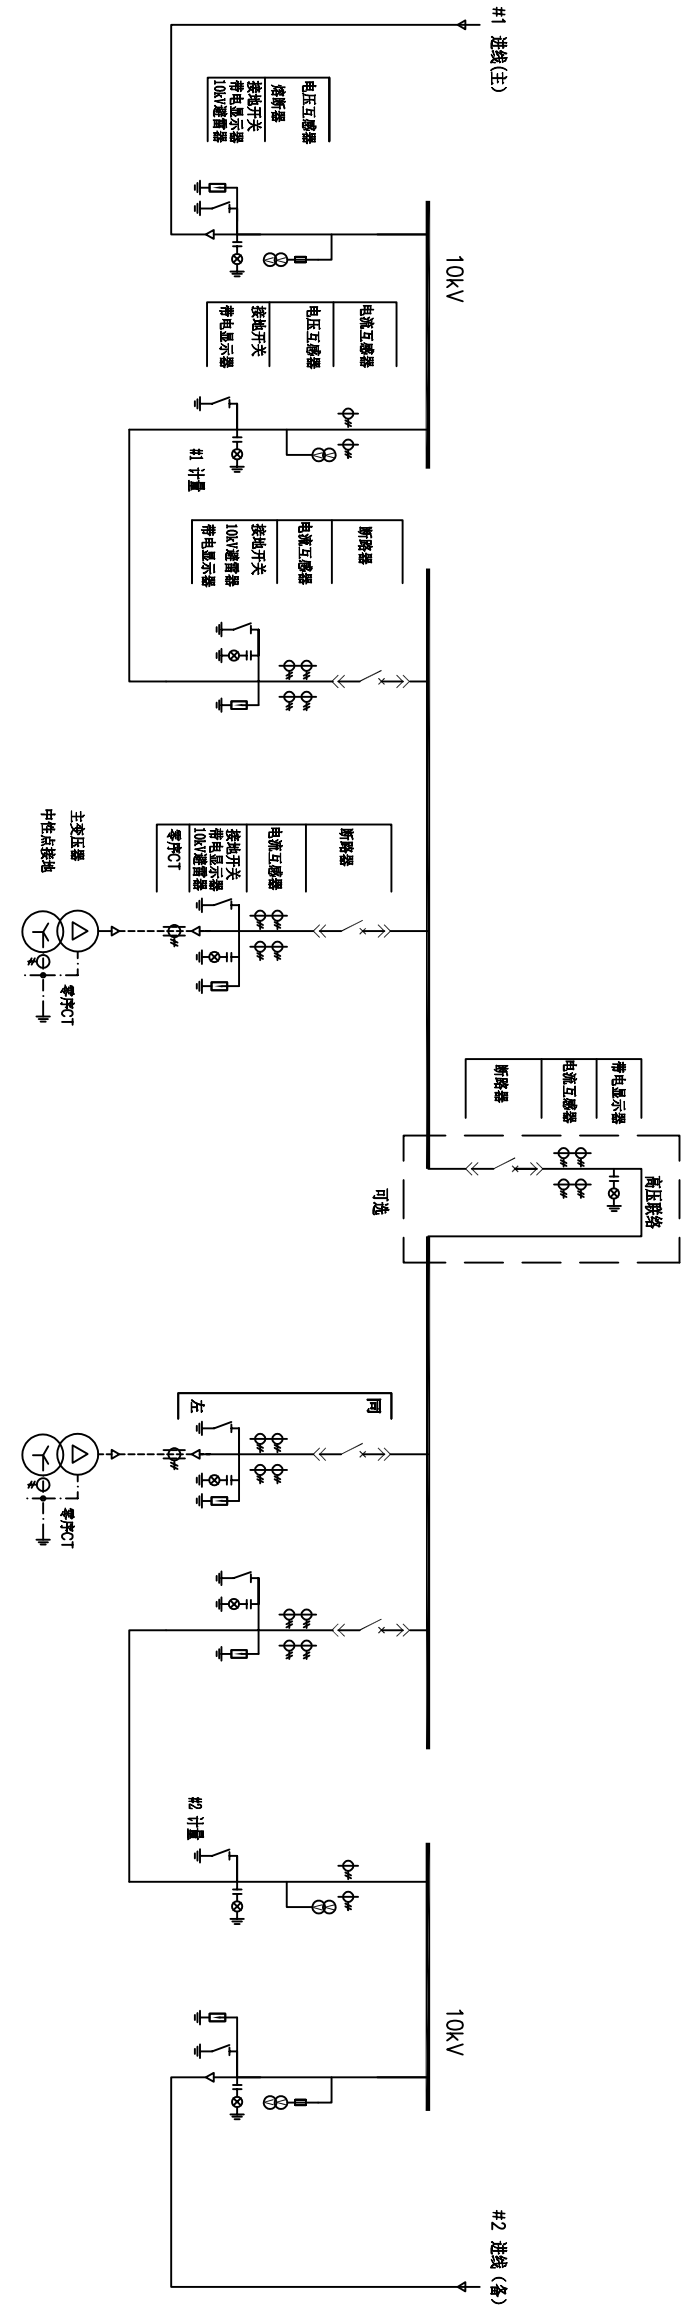 #1 进线(主)
电压互感器
熔断器
接地开关
带电显示器
10kV避雷器
10kV
电流互感器
电压互感器
接地开关
带电显示器
#1 计量
断路器
电流互感器
接地开关
10kV避雷器
带电显示器
断路器
电流互感器
接地开关
带电显示器
10kV避雷器
零序CT
主变压器
中性点接地
零序CT
带电显示器
电流互感器
断路器
高压联络
可选
同
左
零序CT
#2 计量
10kV
#2 进线（备）